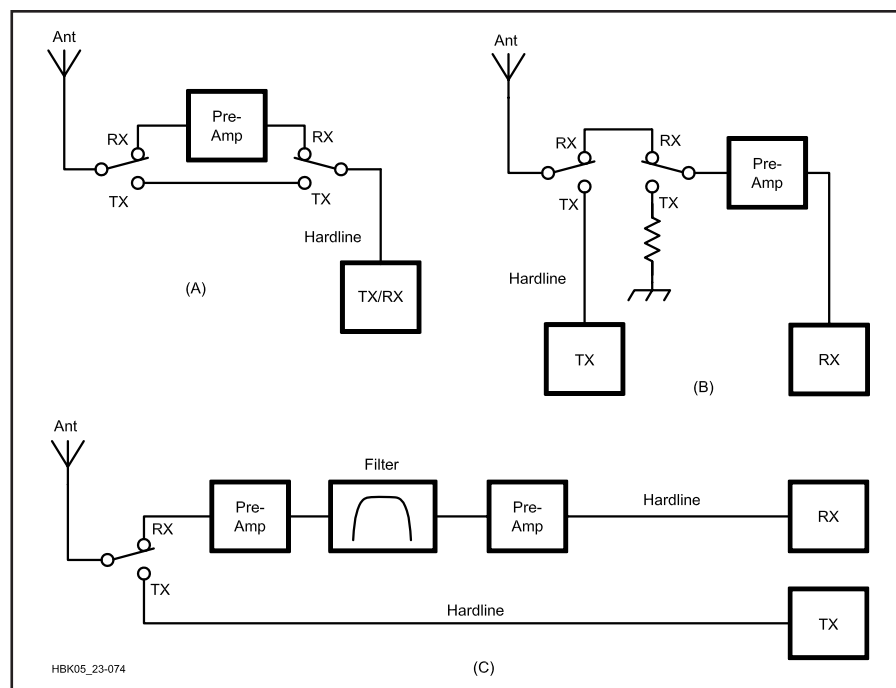 Ant
Pre-
Amp
RX
RX
TX
TX
Hardline
TX/RX
(A)
Ant
RX
RX
Pre-
Amp
TX
TX
Hardline
TX
RX
(B)
Ant
Filter
Pre-
Amp
Pre-
Amp
Hardline
RX
RX
TX
Hardline
TX
HBK05_23-074
(C)